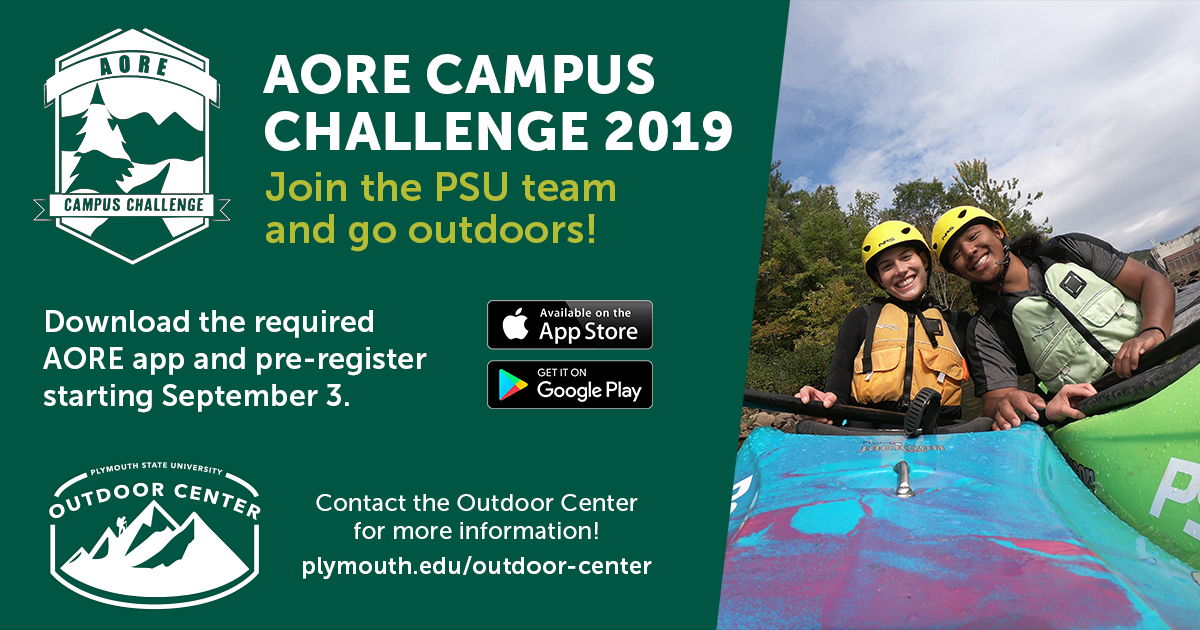 AORE
CAMPUS CHALLENGE
AORE CAMPUS
CHALLENGE 2019
Join the PSU team
and go outdoors!
Download the required
AORE app and pre-register
starting September 3.
Available on the
App Store
GET IT ON
Google Play
PLYMOUTH STATE UNIVERSITY
OUTDOOR CENTER
Contact the Outdoor Center
for more information!
plymouth.edu/outdoor-center
NRS
NRS